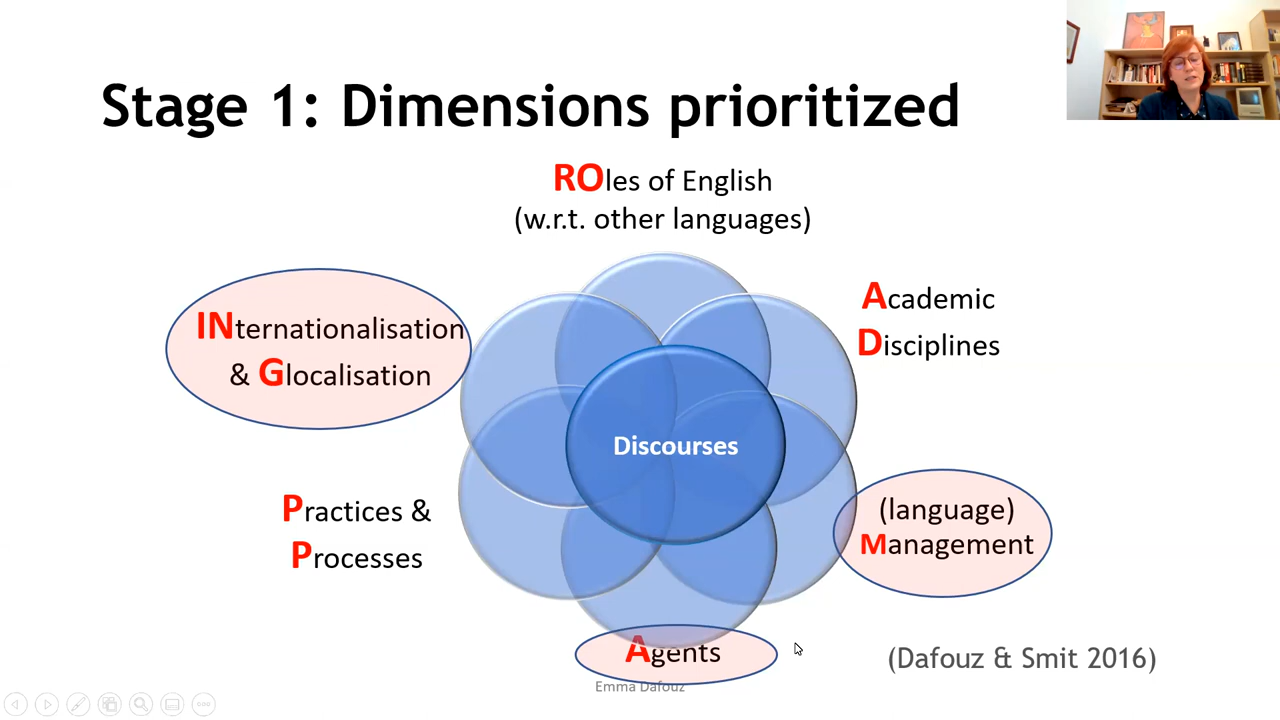 Stage 1: Dimensions prioritized
ROles of English
(w.r.t. other languages)
Academic
Disciplines
INternationalisation
& Glocalisation
Discourses
Practices &
Processes
(language)
Management
Agents
(Dafouz & Smit 2016)
Emma Dafouz